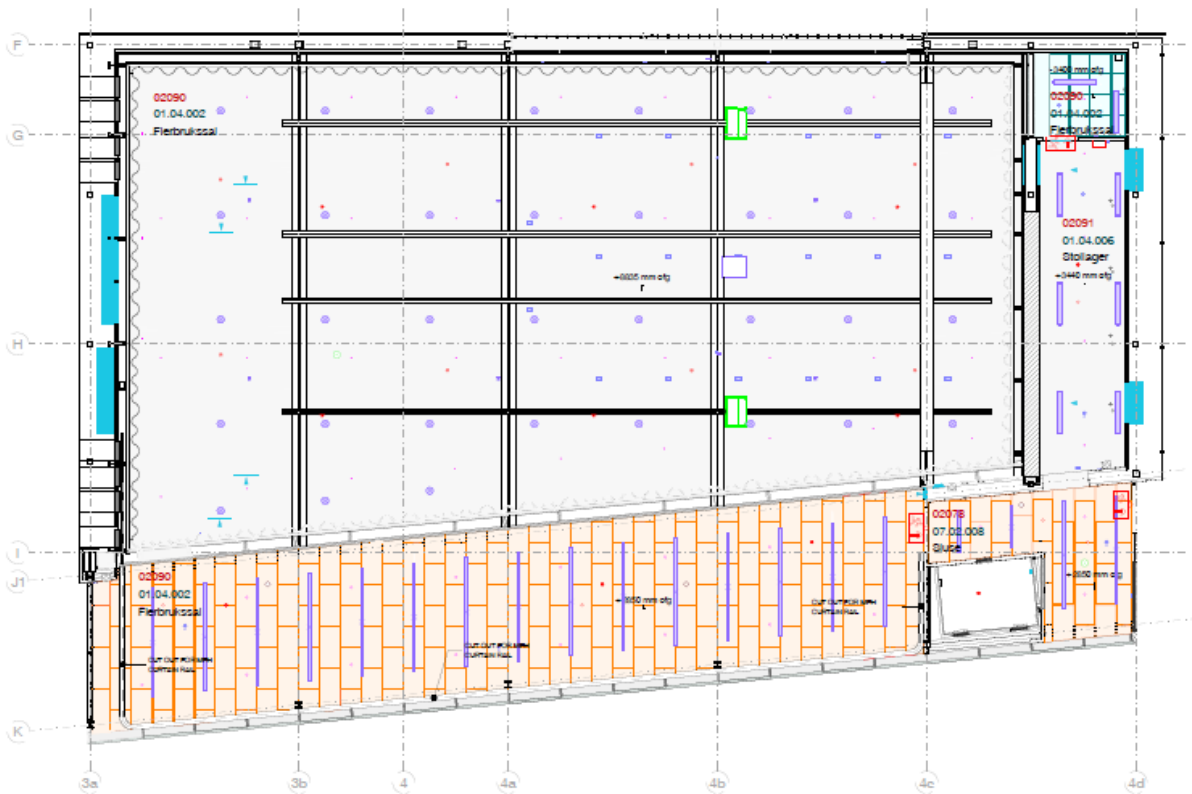 F
02090
01.04.002
Flerbrukssal
+3400 mm ofg
02090
01.04.002
Flerbrukssal
G
02091
01.04.006
Stollager
+3440 mm ofg
mm ofg
H
02078
07.02.008
Sluse
I
J1
02090
01.04.002
Flerbrukssal
mm ofg
mm ofg
CUT OUT FOR MPH
CURTAIN RAIL
CUT OUT FOR MPH
CURTAIN RAIL
CUT OUT FOR MPH
CURTAIN RAIL
K
3a
3b
4
4a
4b
4c
4d